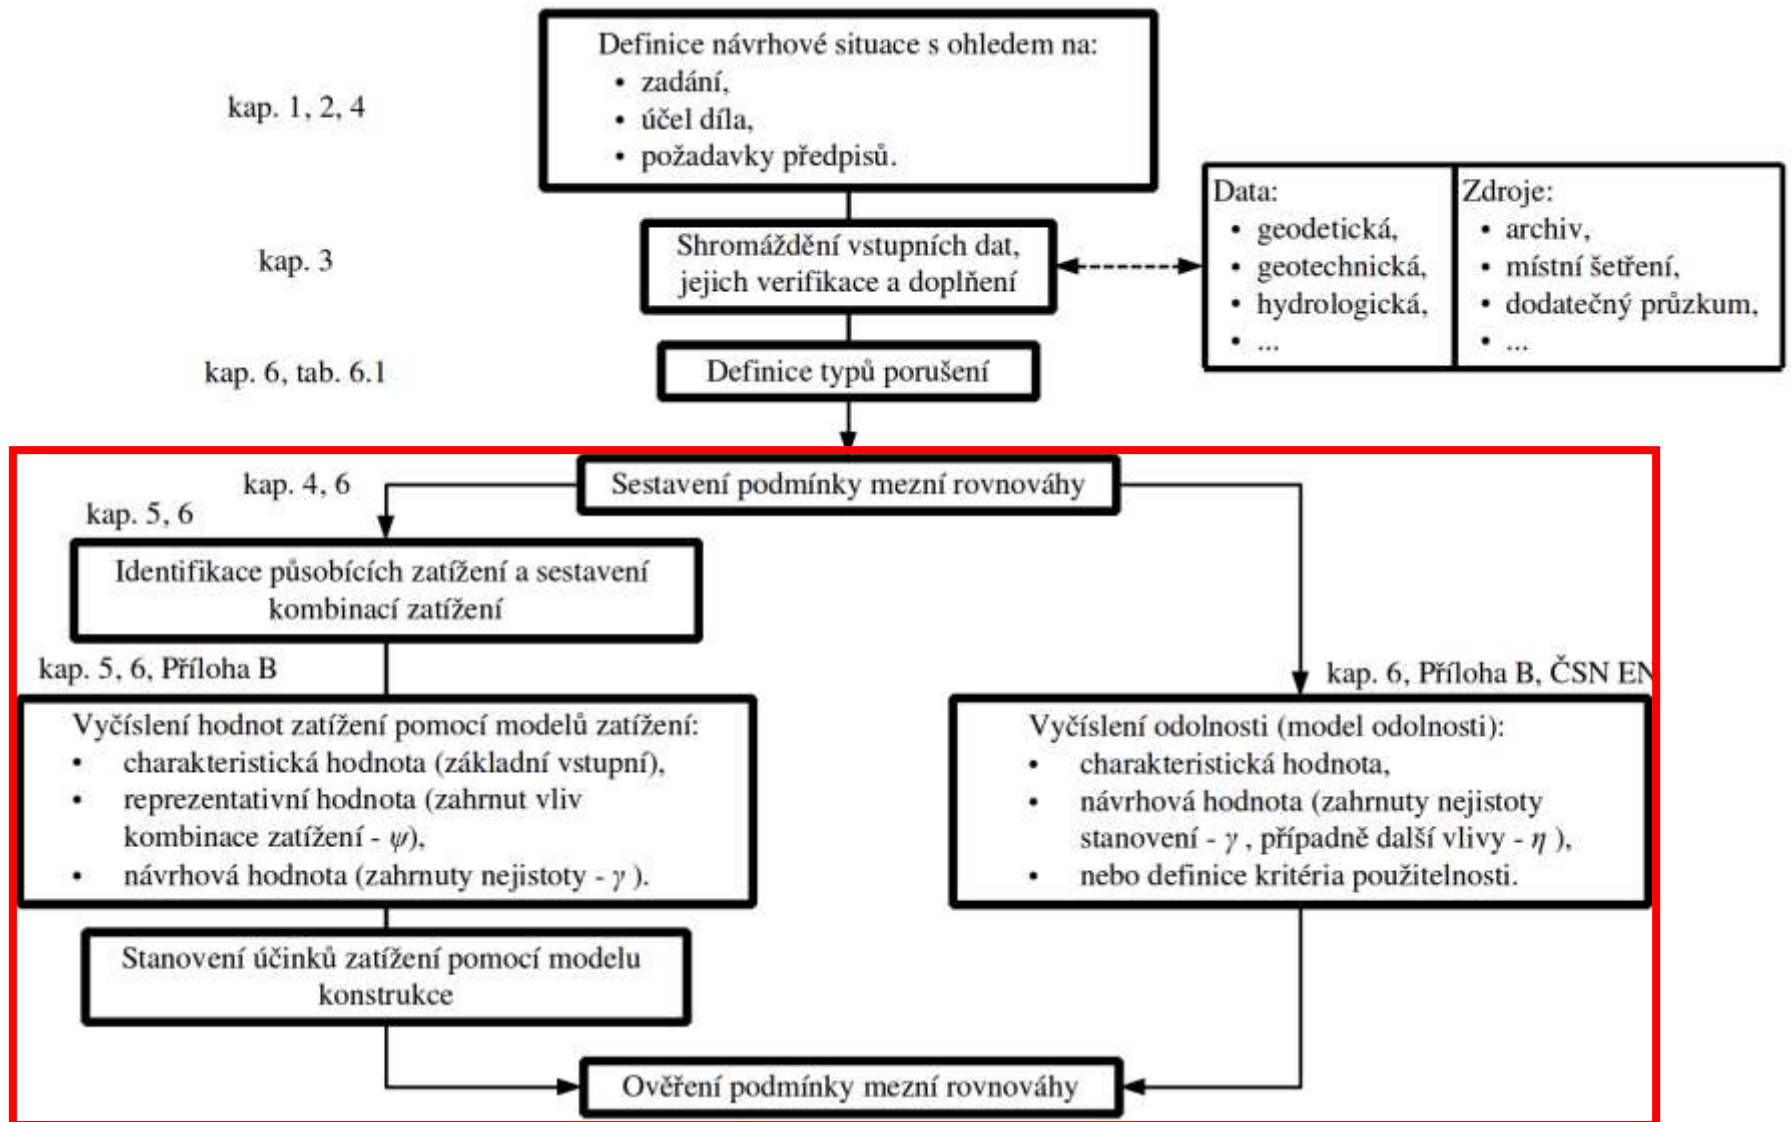 Definice návrhové situace s ohledem na:
• zadání,
• účel díla,
• požadavky předpisů.
kap. 1, 2, 4
Shromáždění vstupních dat,
jejich verifikace a doplňení
kap. 3
Data:
• geodetická,
• geotechnická,
• hydrologická,
• ...
Zdroje:
• archiv,
• místní šetření,
• dodatečný průzkum,
• ...
kap. 6, tab. 6.1
Definice typů porušení
kap. 4, 6
Sestavení podmínky mezní rovnováhy
kap. 5, 6
Identifikace působících zatížení a sestavení
kombinací zatížení
kap. 5, 6, Příloha B
Vyčíslení hodnot zatížení pomocí modelů zatížení:
• charakteristická hodnota (základní vstupní),
• reprezentativní hodnota (zahrnut vliv
kombinace zatížení - ψ),
• návrhová hodnota (zahrnuty nejistoty - γ ).
kap. 6, Příloha B, ČSN EN
Vyčíslení odolnosti (model odolnosti):
• charakteristická hodnota,
• návrhová hodnota (zahrnuty nejistoty
stanovení - γ , případně další vlivy - η ),
• nebo definice kritéria použitelnosti.
Stanovení účinků zatížení pomocí modelu
konstrukce
Ověření podmínky mezní rovnováhy